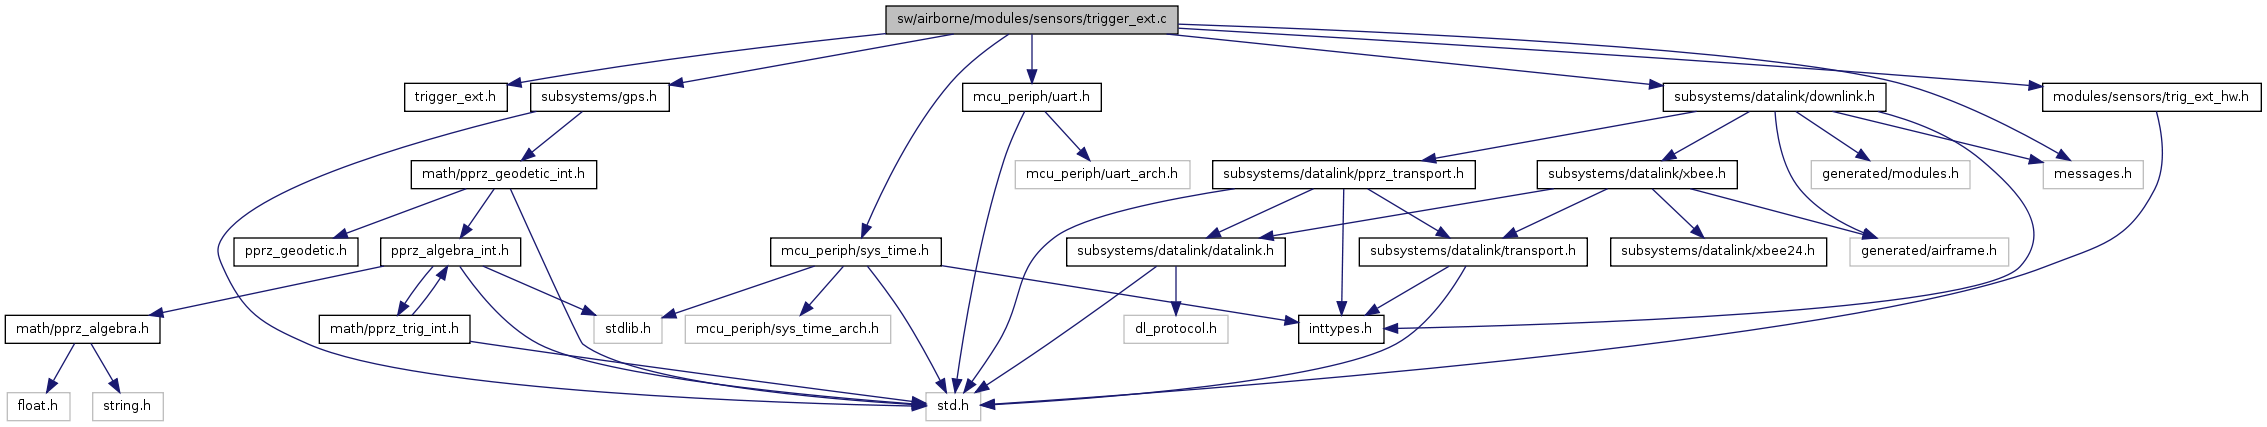 sw/airborne/modules/sensors/trigger_ext.c
trigger_ext.h
subsystems/gps.h
mcu_periph/uart.h
subsystems/datalink/downlink.h
modules/sensors/trig_ext_hw.h
math/pprz_geodetic_int.h
mcu_periph/uart_arch.h
subsystems/datalink/pprz_transport.h
subsystems/datalink/xbee.h
generated/modules.h
messages.h
pprz_geodetic.h
pprz_algebra_int.h
mcu_periph/sys_time.h
subsystems/datalink/datalink.h
subsystems/datalink/transport.h
subsystems/datalink/xbee24.h
generated/airframe.h
math/pprz_algebra.h
math/pprz_trig_int.h
stdlib.h
mcu_periph/sys_time_arch.h
dl_protocol.h
inttypes.h
float.h
string.h
std.h